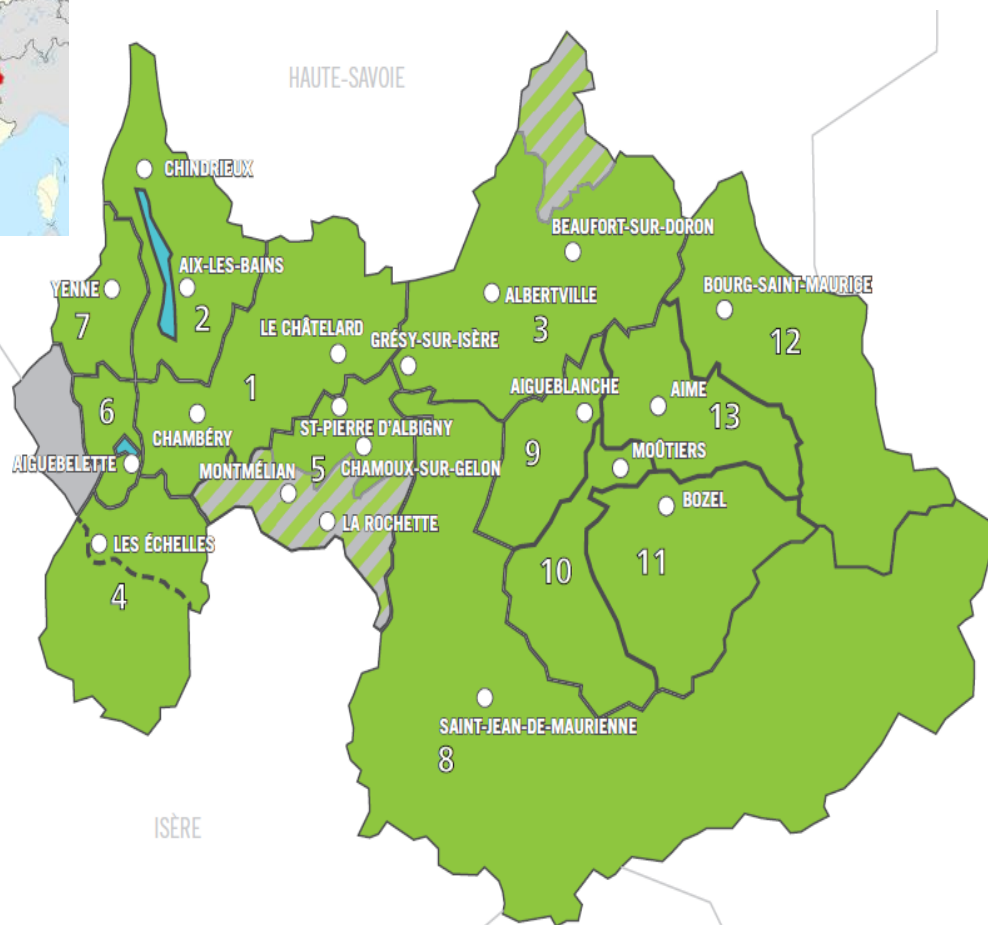 HAUTE-SAVOIE
CHINDRIEUX
BEAUFORT-SUR-DORON
AIX-LES-BAINS
YENNE
ALBERTVILLE
BOURG-SAINT-MAURICE
7
2
LE CHÂTELARD
GRÉSY-SUR-ISÈRE
3
12
1
AIGUEBLANCHE
AIME
6
13
CHAMBÉRY
ST-PIERRE D'ALBIGNY
9
MOÛTIERS
AIGUEBELETTE
MONTMÉLIAN
5
CHAMOUX-SUR-GELON
BOZEL
LA ROCHETTE
LES ÉCHELLES
10
11
4
SAINT-JEAN-DE-MAURIENNE
8
ISÈRE